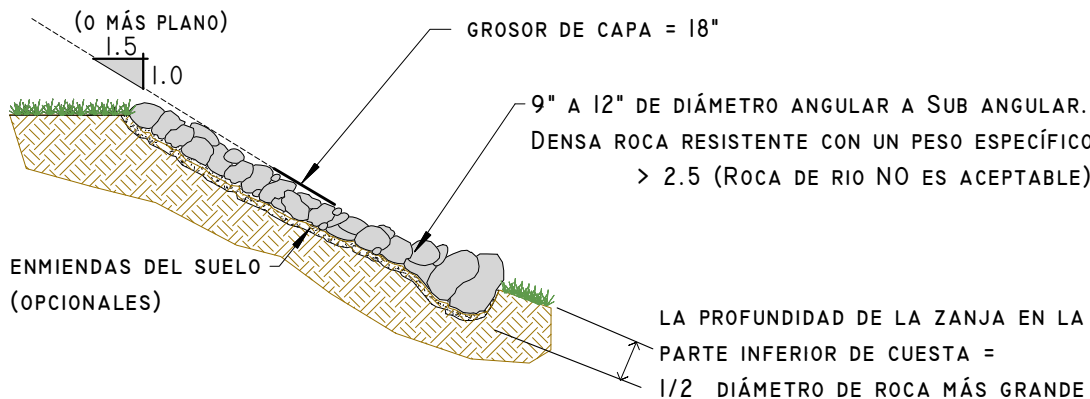 (O MÁS PLANO)
1.5
1.0
GROSOR DE CAPA = 18"
9" A 12" DE DIÁMETRO ANGULAR A SUB ANGULAR.
DENSA ROCA RESISTENTE CON UN PESO ESPECÍFICO
> 2.5 (ROCA DE RIO NO ES ACEPTABLE)
ENMIENDAS DEL SUELO
(OPCIONALES)
LA PROFUNDIDAD DE LA ZANJA EN LA
PARTE INFERIOR DE CUESTA =
1/2 DIÁMETRO DE ROCA MÁS GRANDE